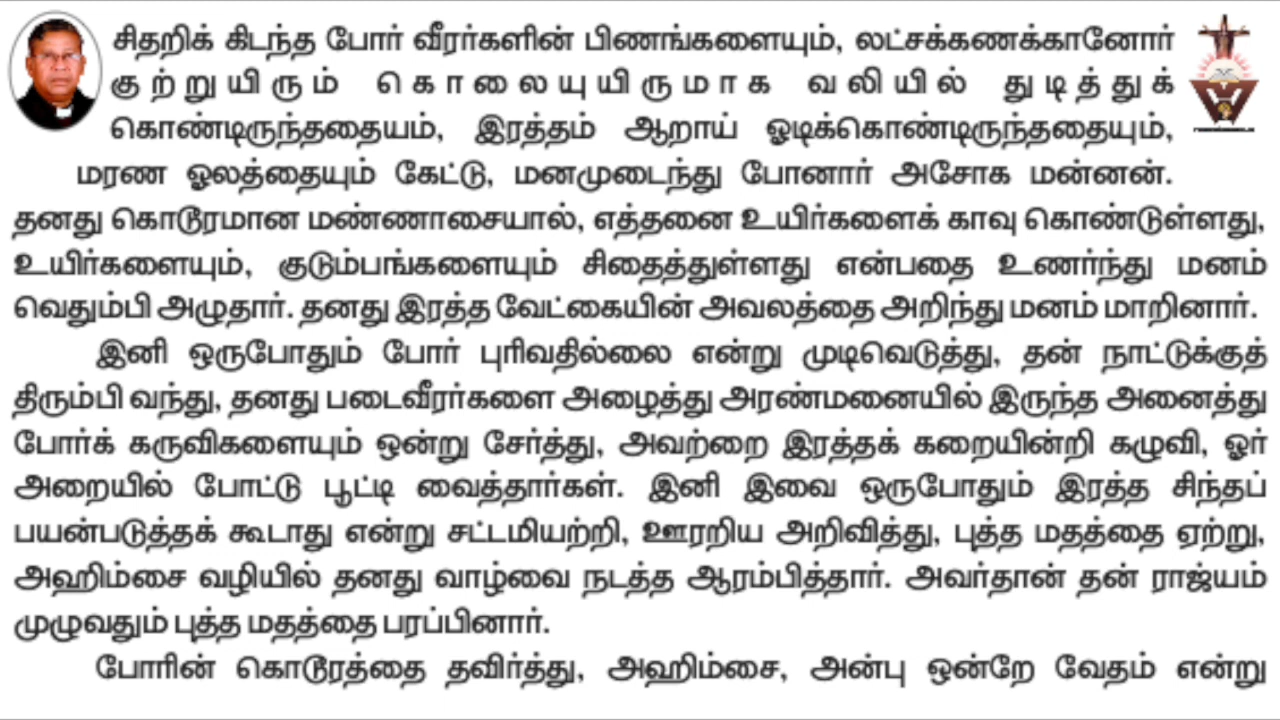 சிதறிக் கிடந்த போர் வீரர்களின் பிணங்களையும், லட்சக்கணக்கானோர்
குற்றுயிரும் கொலையுயிருமாக வலியில் துடித்துக்
கொண்டிருந்ததையம், இரத்தம் ஆறாய் ஓடிக்கொண்டிருந்ததையும்,
மரண ஓலத்தையும் கேட்டு, மனமுடைந்து போனார் அசோக மன்னன்.
தனது கொடூரமான மண்ணாசையால், எத்தனை உயிர்களைக் காவு கொண்டுள்ளது,
உயிர்களையும், குடும்பங்களையும் சிதைத்துள்ளது என்பதை உணர்ந்து மனம்
வெதும்பி அழுதார். தனது இரத்த வேட்கையின் அவலத்தை அறிந்து மனம் மாறினார்.
இனி ஒருபோதும் போர் புரிவதில்லை என்று முடிவெடுத்து, தன் நாட்டுக்குத்
திரும்பி வந்து, தனது படைவீரர்களை அழைத்து அரண்மனையில் இருந்த அனைத்து
போர்க் கருவிகளையும் ஒன்று சேர்த்து, அவற்றை இரத்தக் கறையின்றி கழுவி, ஓர்
அறையில் போட்டு பூட்டி வைத்தார்கள். இனி இவை ஒருபோதும் இரத்த சிந்தப்
பயன்படுத்தக் கூடாது என்று சட்டமியற்றி, ஊரறிய அறிவித்து, புத்த மதத்தை ஏற்று,
அஹிம்சை வழியில் தனது வாழ்வை நடத்த ஆரம்பித்தார். அவர்தான் தன் ராஜ்யம்
முழுவதும் புத்த மதத்தை பரப்பினார்.
போரின் கொடூரத்தை தவிர்த்து, அஹிம்சை, அன்பு ஒன்றே வேதம் என்று